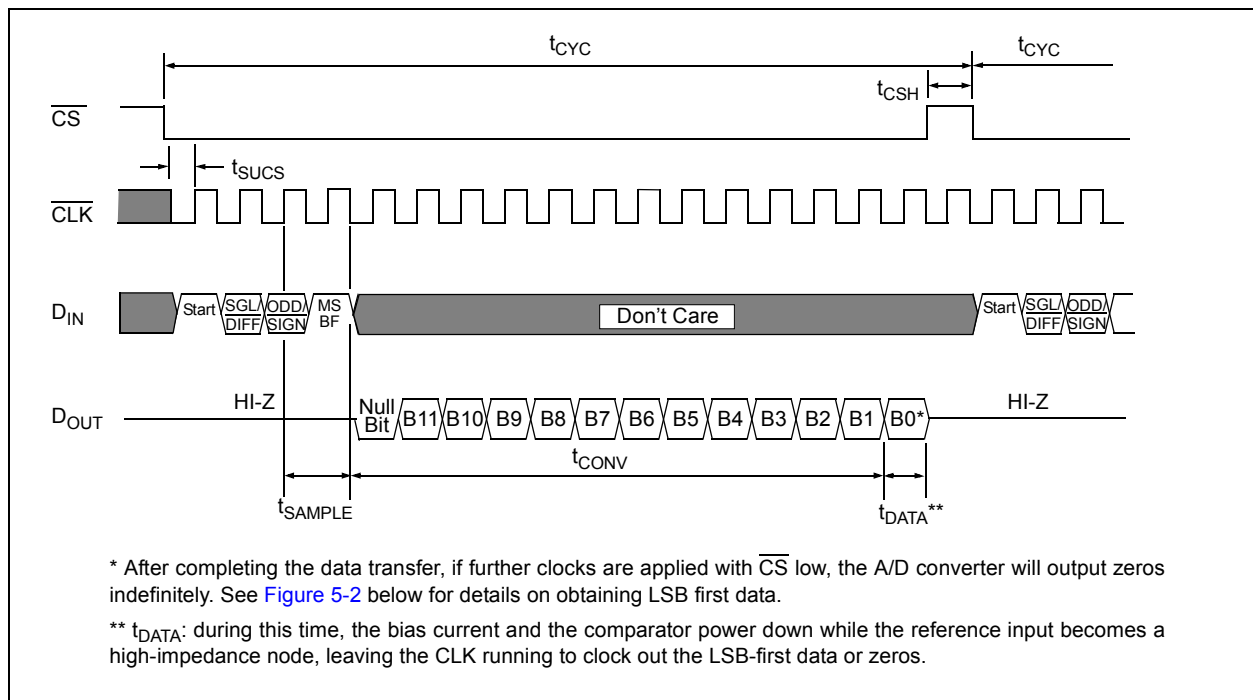 tCYC tCYC
tCSH
CS
tSUCS
CLK
DIN Start SGL/ DIFF ODD/ SIGN MS BF Don't Care Start SGL/ DIFF ODD/ SIGN
DOUT HI-Z Null Bit B11 B10 B9 B8 B7 B6 B5 B4 B3 B2 B1 B0* HI-Z
tCONV
tSAMPLE tDATA**
* After completing the data transfer, if further clocks are applied with CS low, the A/D converter will output zeros
indefinitely. See Figure 5-2 below for details on obtaining LSB first data.
** tDATA: during this time, the bias current and the comparator power down while the reference input becomes a
high-impedance node, leaving the CLK running to clock out the LSB-first data or zeros.